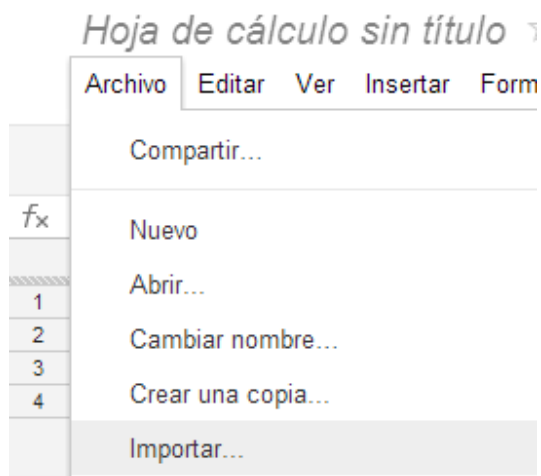 Hoja de cálculo sin título
Archivo Editar Ver Insertar Form
Compartir...
fx
Nuevo
Abrir...
1
2
Cambiar nombre...
3
4
Crear una copia...
Importar...